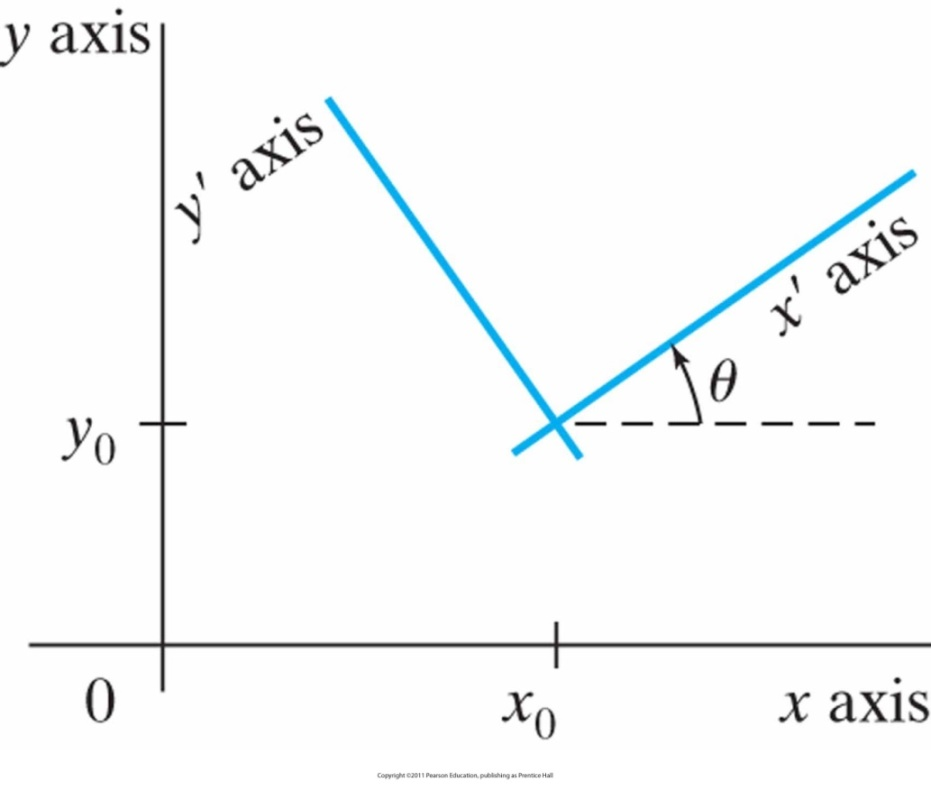 y axis
y' axis
x' axis
θ
y₀
0
x₀
x axis
Copyright ©2011 Pearson Education, publishing as Prentice Hall